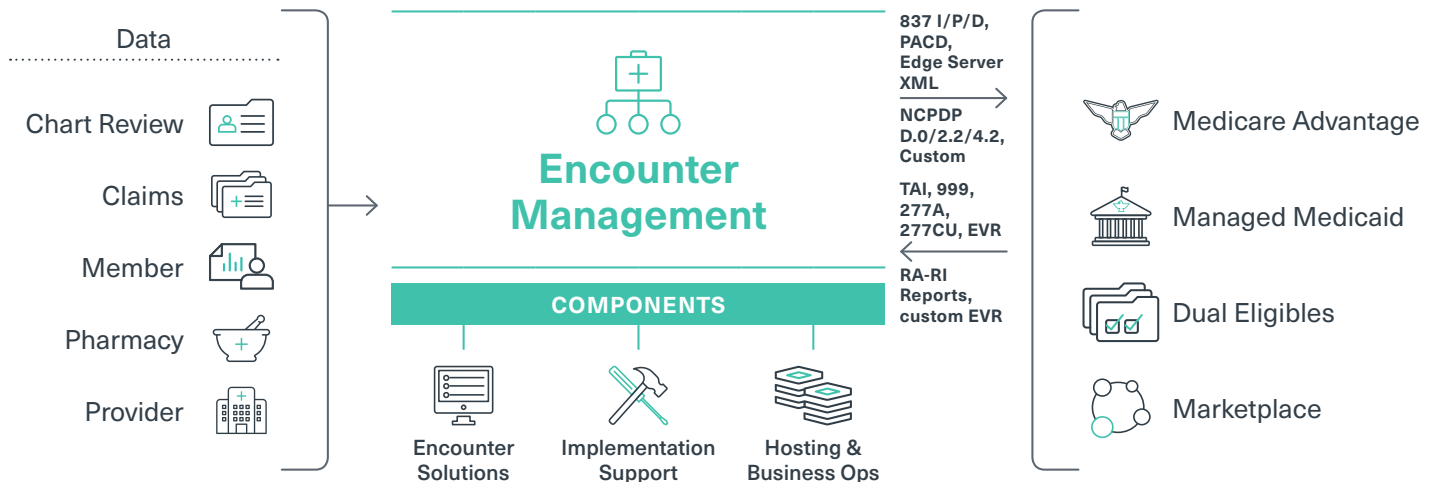 Data
Chart Review
Claims
Member
Pharmacy
Provider
Encounter
Management
COMPONENTS
Encounter
Solutions
Implementation
Support
Hosting &
Business Ops
837 I/P/D,
PACD,
Edge Server
XML
NCPDP
D.0/2.2/4.2,
Custom
TAI, 999,
277A,
277CU, EVR
RA-RI
Reports,
custom EVR
Medicare Advantage
Managed Medicaid
Dual Eligibles
Marketplace